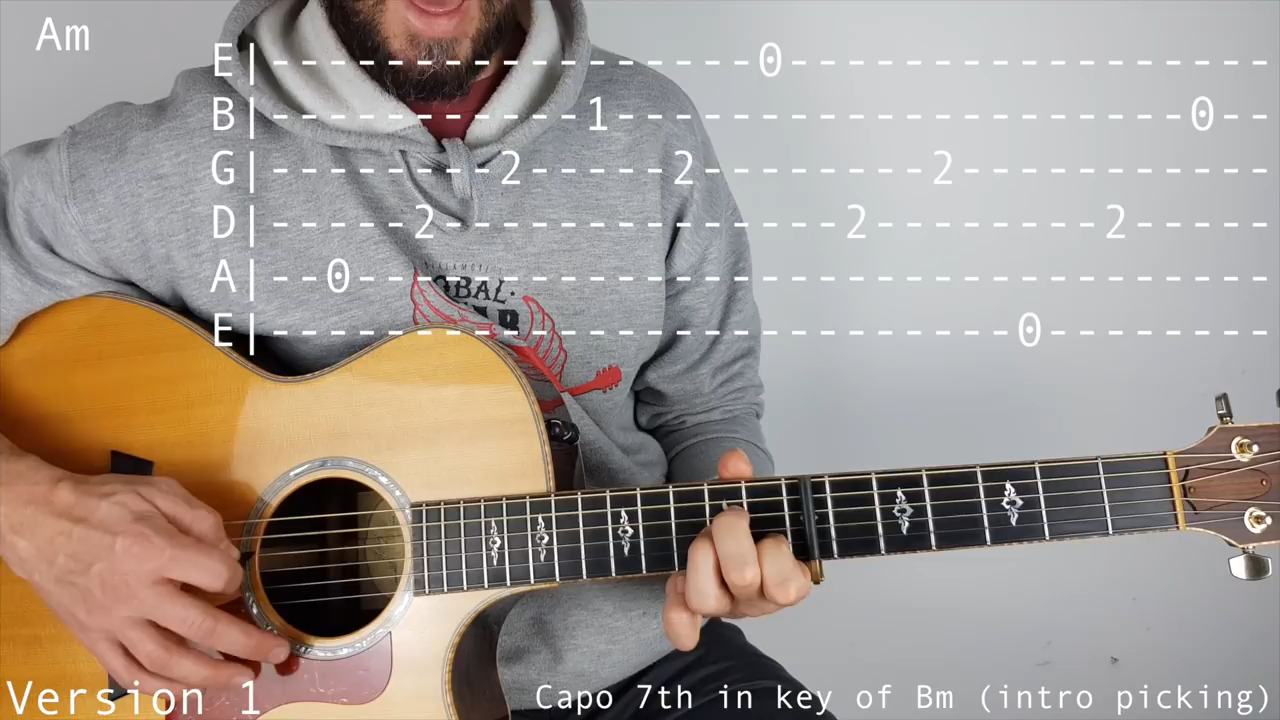 Am
E|-----------------0-----------------
B|-----------1--------------------0--
G|--------2-----2--------2-----------
D|-----2--------------2--------2-----
A|--0--------------------------------
E|--------------------------0--------
Version 1
Capo 7th in key of Bm (intro picking)